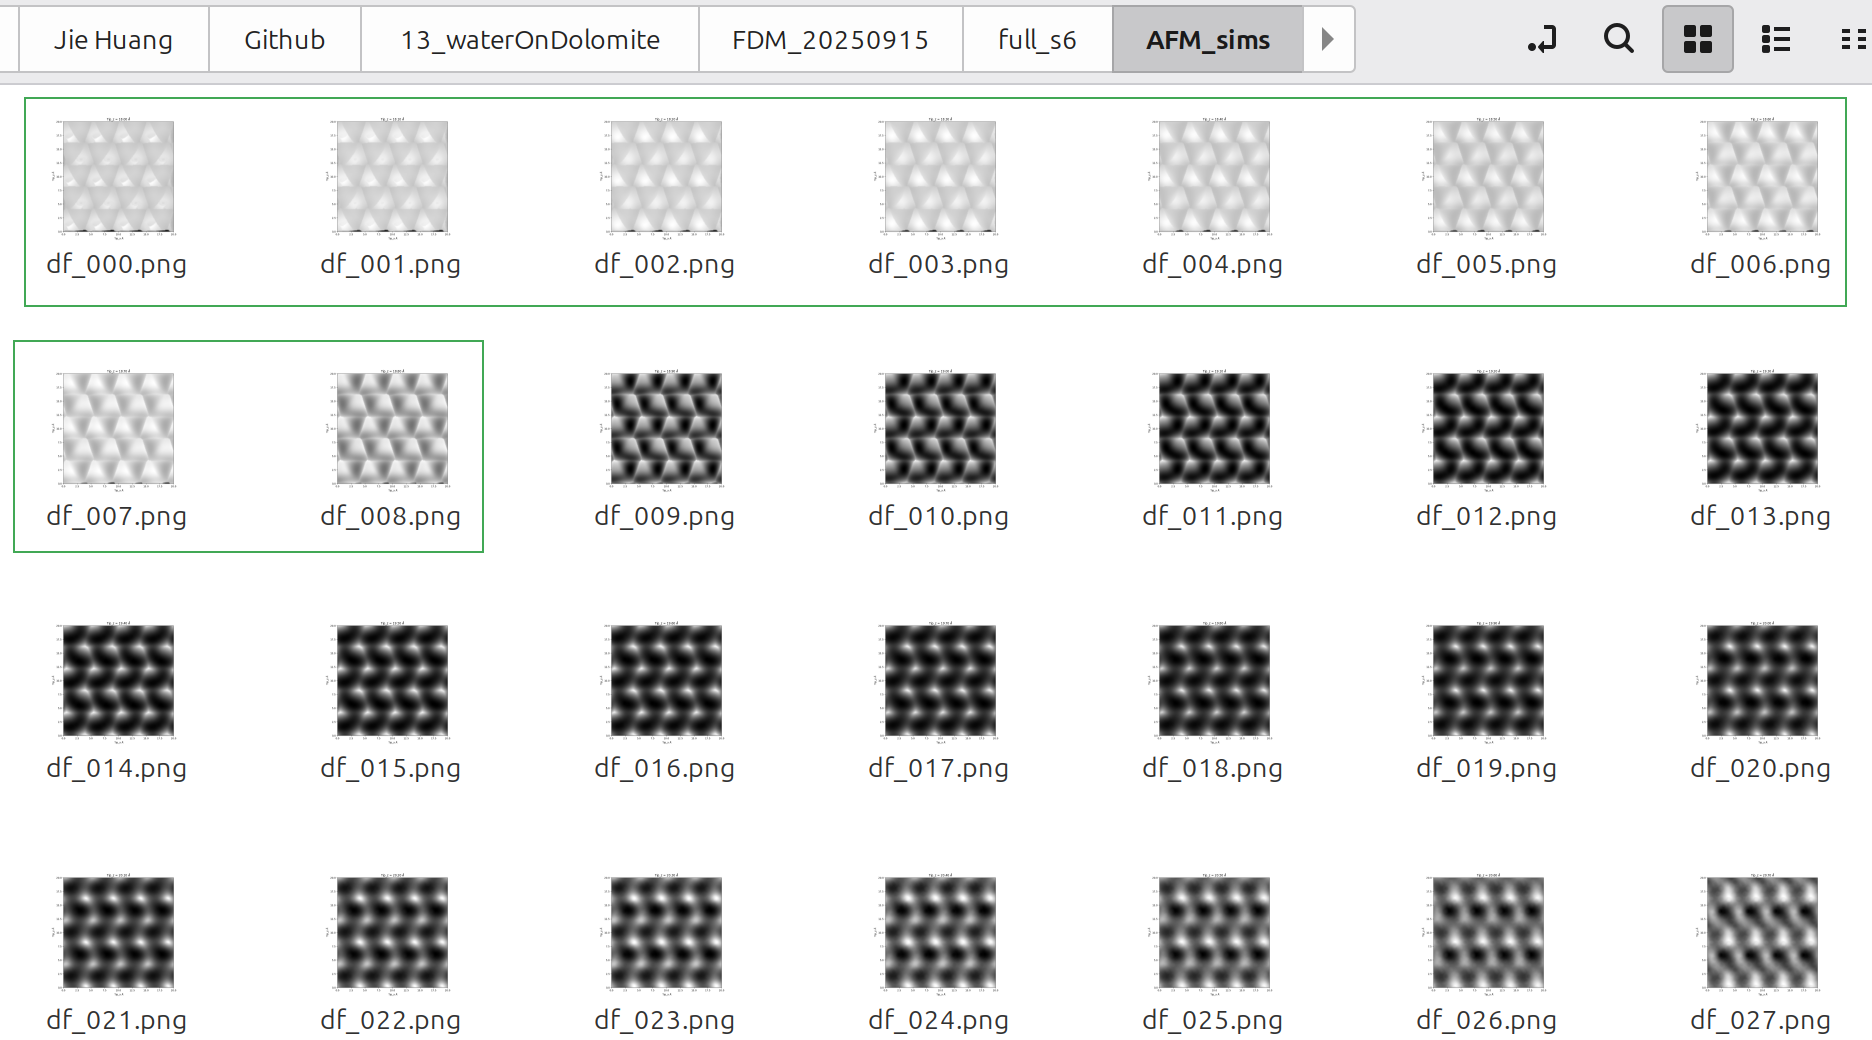 Jie Huang Github 13_waterOnDolomite FDM_20250915 full_s6 AFM_sims
df_000.png df_001.png df_002.png df_003.png df_004.png df_005.png df_006.png
df_007.png df_008.png df_009.png df_010.png df_011.png df_012.png df_013.png
df_014.png df_015.png df_016.png df_017.png df_018.png df_019.png df_020.png
df_021.png df_022.png df_023.png df_024.png df_025.png df_026.png df_027.png